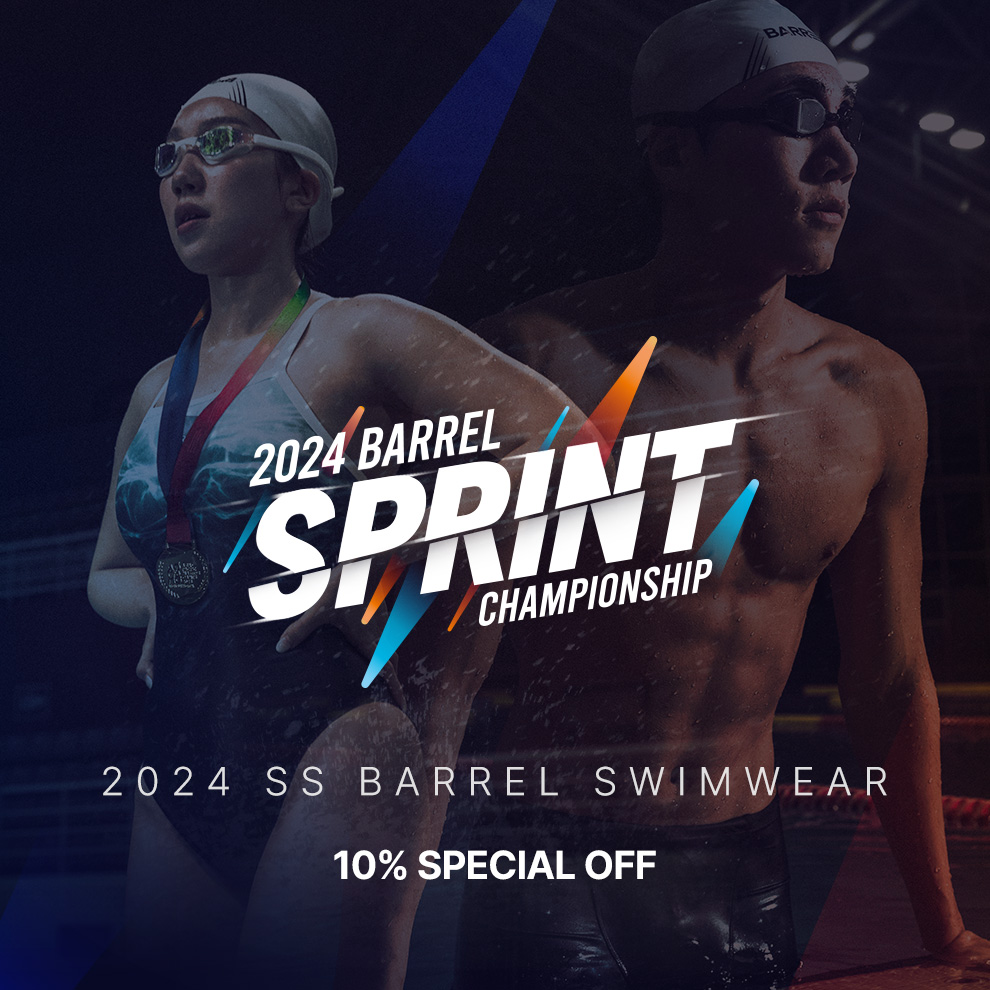 2024 BARREL
SPRINT
CHAMPIONSHIP
2024 SS BARREL SWIMWEAR
10% SPECIAL OFF